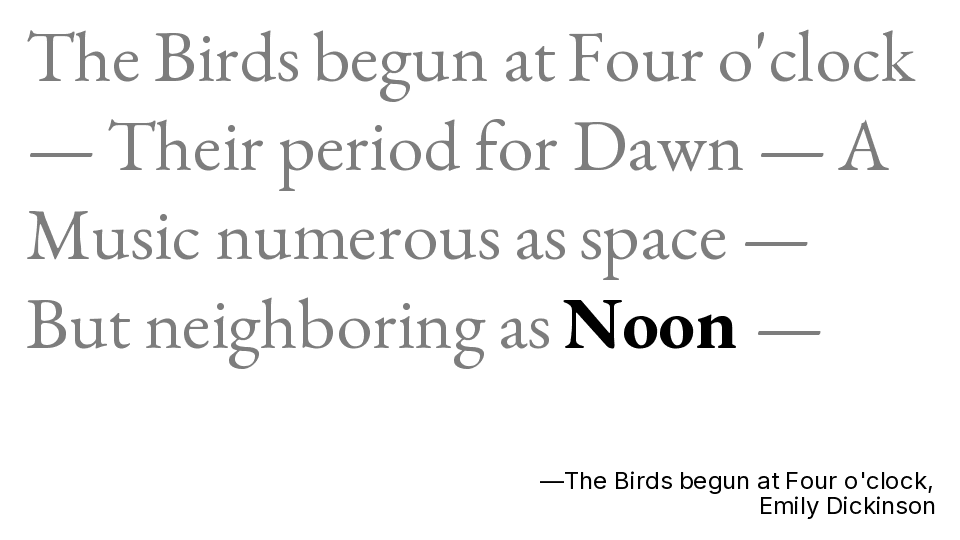 The Birds begun at Four o'clock
— Their period for Dawn — A
Music numerous as space —
But neighboring as Noon —
—The Birds begun at Four o'clock,
Emily Dickinson